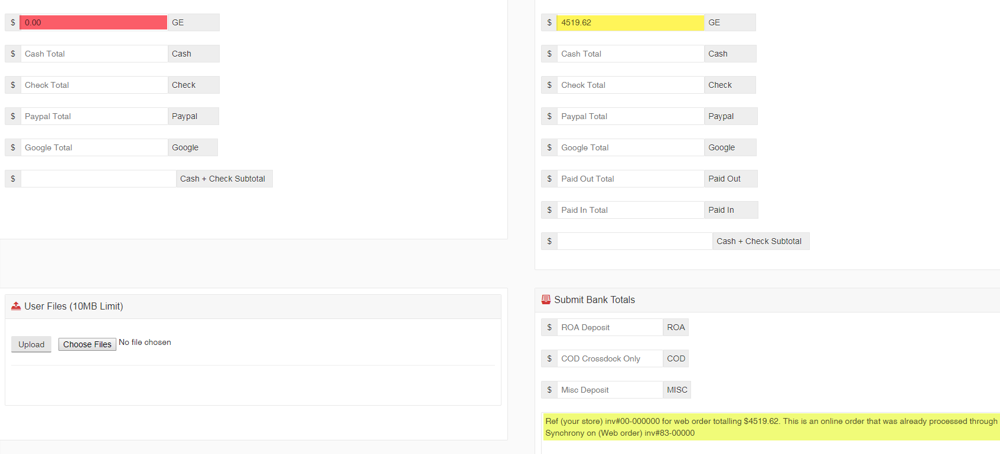 $ 0.00 GE
$ Cash Total Cash
$ Check Total Check
$ Paypal Total Paypal
$ Google Total Google
$ Cash + Check Subtotal
$ 4519.62 GE
$ Cash Total Cash
$ Check Total Check
$ Paypal Total Paypal
$ Google Total Google
$ Paid Out Total Paid Out
$ Paid In Total Paid In
$ Cash + Check Subtotal
User Files (10MB Limit)
Upload Choose Files No file chosen
Submit Bank Totals
$ ROA Deposit ROA
$ COD Crossdock Only COD
$ Misc Deposit MISC
Ref (your store) inv#00-000000 for web order totalling $4519.62. This is an online order that was already processed through
Synchrony on (Web order) inv#83-00000